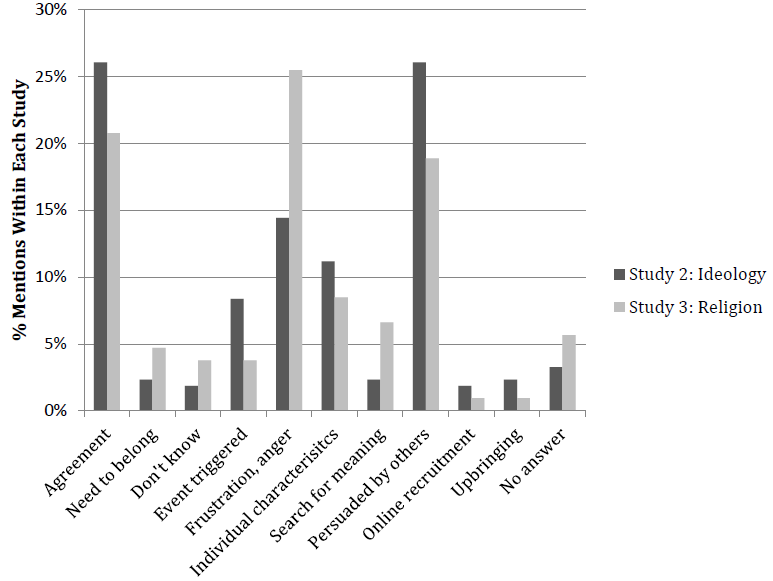 30%
25%
20%
15%
10%
5%
0%
% Mentions Within Each Study
Agreement
Need to belong
Don't know
Event triggered
Frustration, anger
Individual characterisitcs
Search for meaning
Persuaded by others
Online recruitment
Upbringing
No answer
Study 2: Ideology
Study 3: Religion